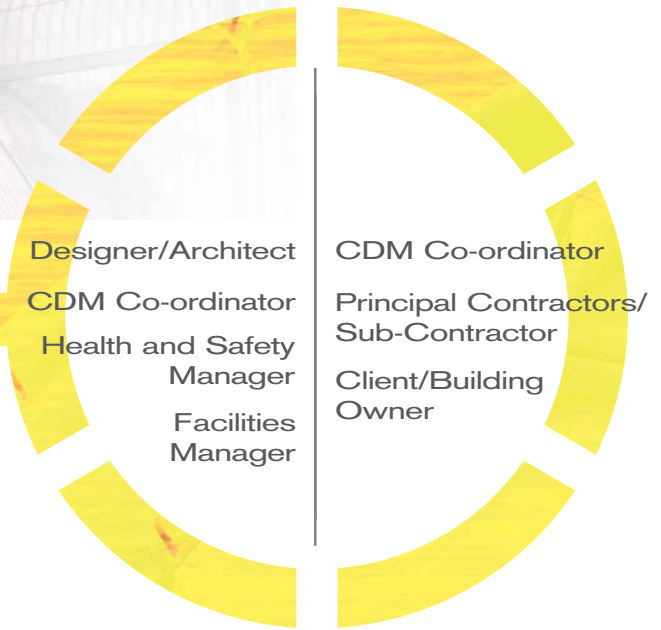 Designer/Architect
CDM Co-ordinator
Health and Safety
Manager
Facilities
Manager
CDM Co-ordinator
Principal Contractors/
Sub-Contractor
Client/Building
Owner